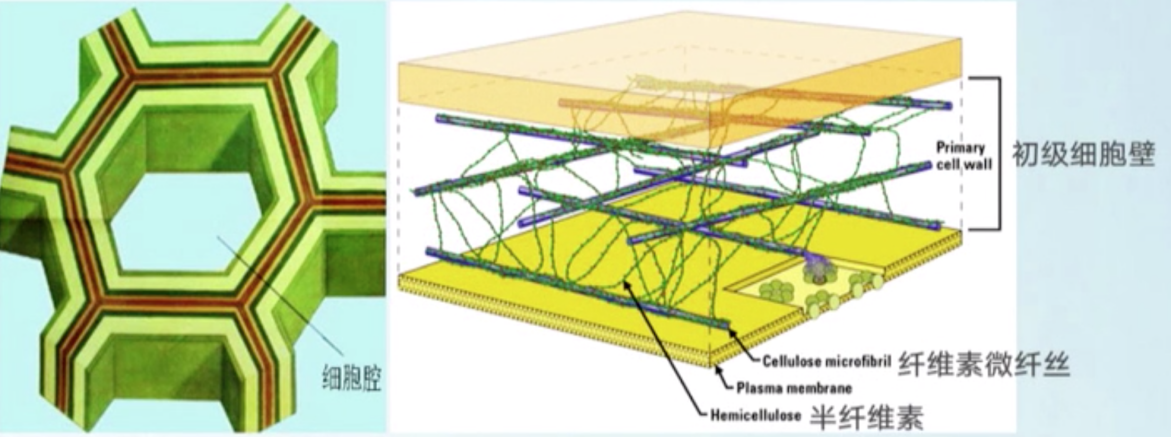 细胞腔
Primary
cell wall
初级细胞壁
Cellulose microfibril 纤维素微纤丝
Plasma membrane
Hemicellulose 半纤维素